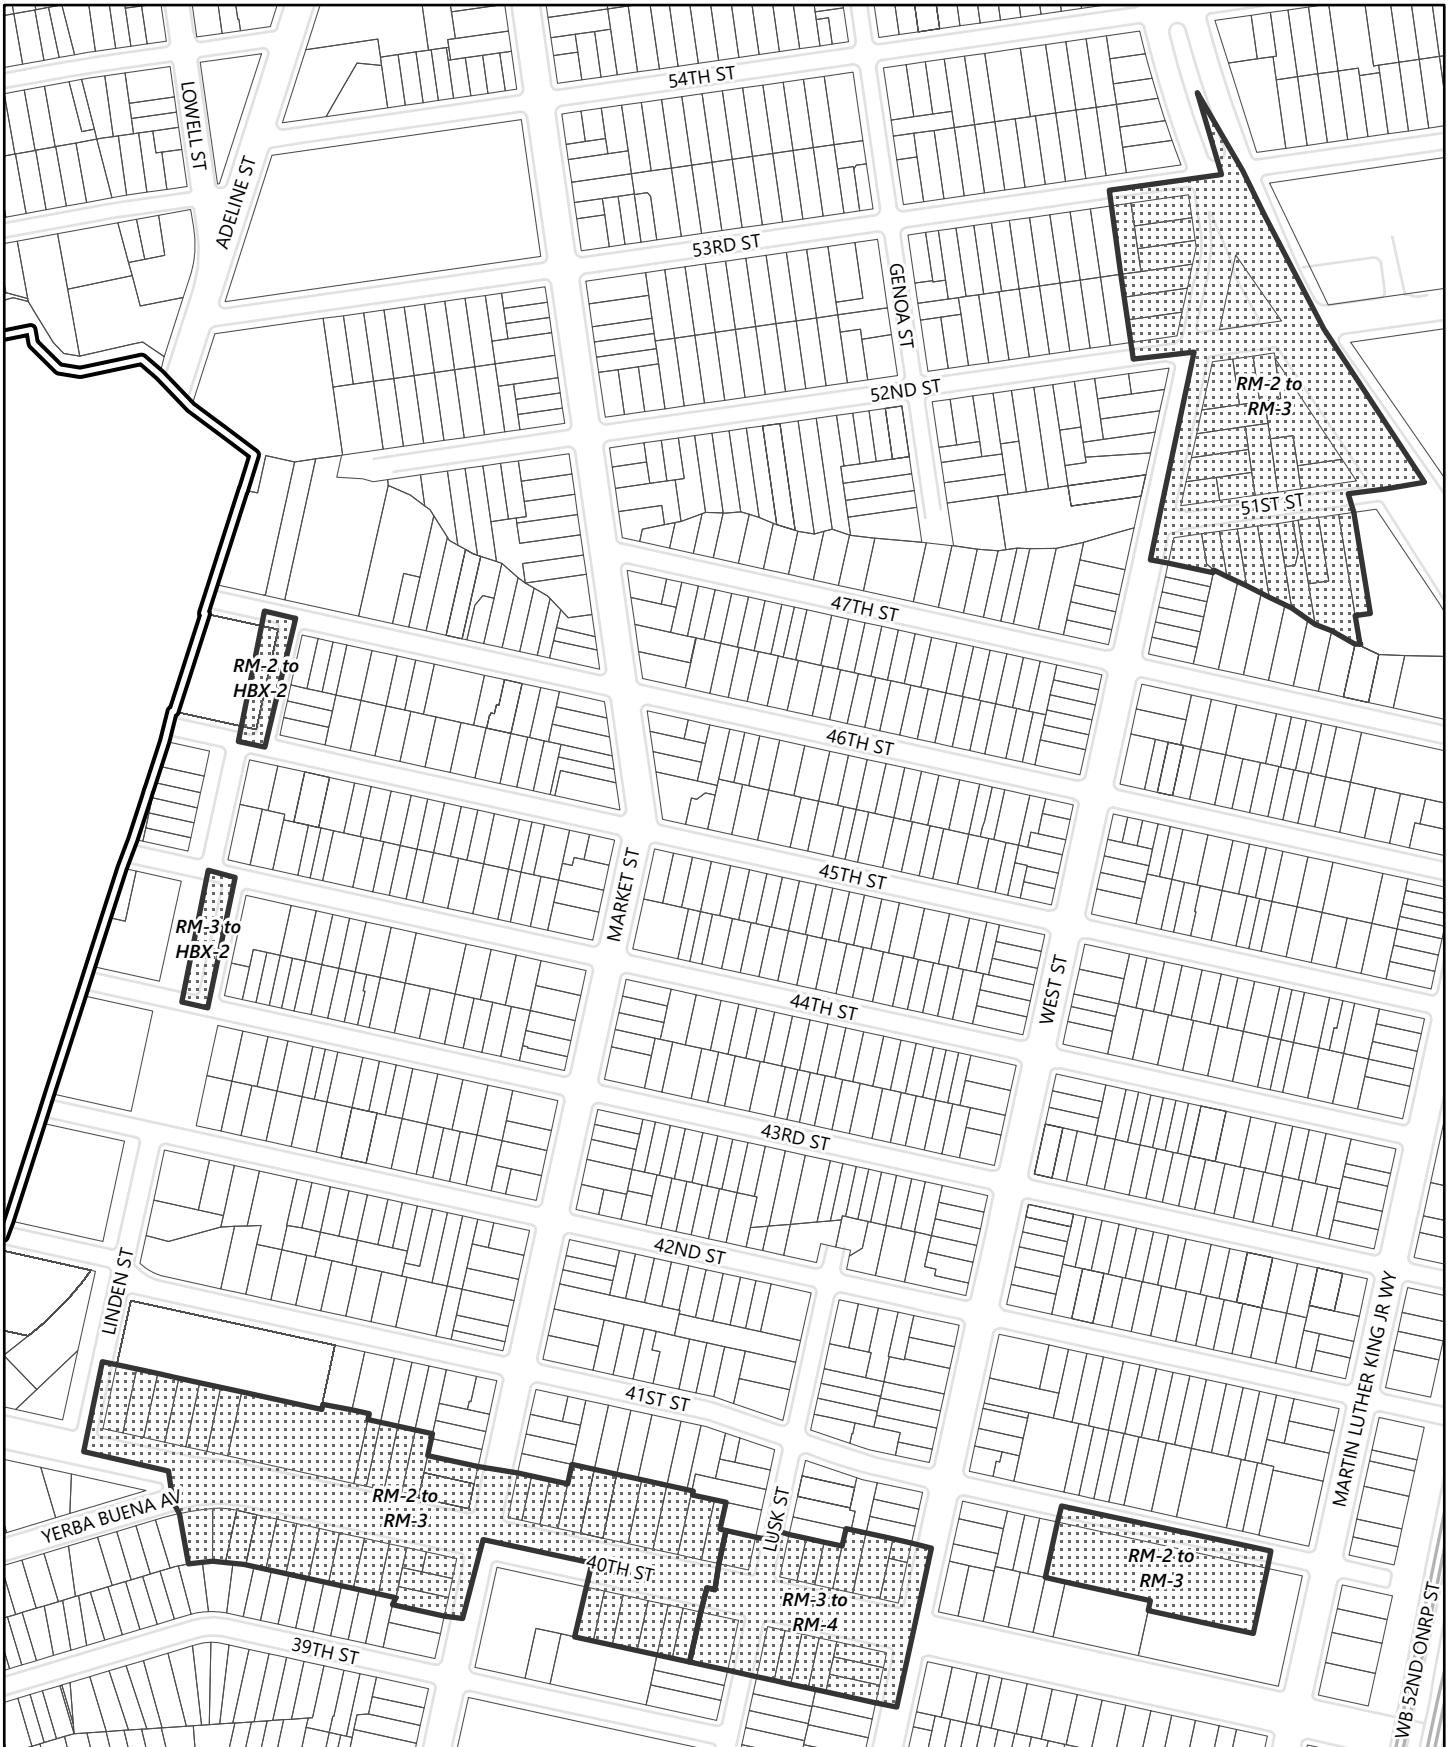 54TH ST
LOWELL ST
ADELINE ST
53RD ST
GENOA ST
52ND ST
RM-2 to
RM-3
51ST ST
47TH ST
RM-2 to
HBX-2
46TH ST
MARKET ST
45TH ST
RM-3 to
HBX-2
WEST ST
44TH ST
43RD ST
42ND ST
LINDEN ST
MARTIN LUTHER KING JR WY
41ST ST
RM-2 to
RM-3
YERBA BUENA AV
LUSK ST
40TH ST
RM-2 to
RM-3
RM-3 to
RM-4
39TH ST
WB 52ND ONRP ST